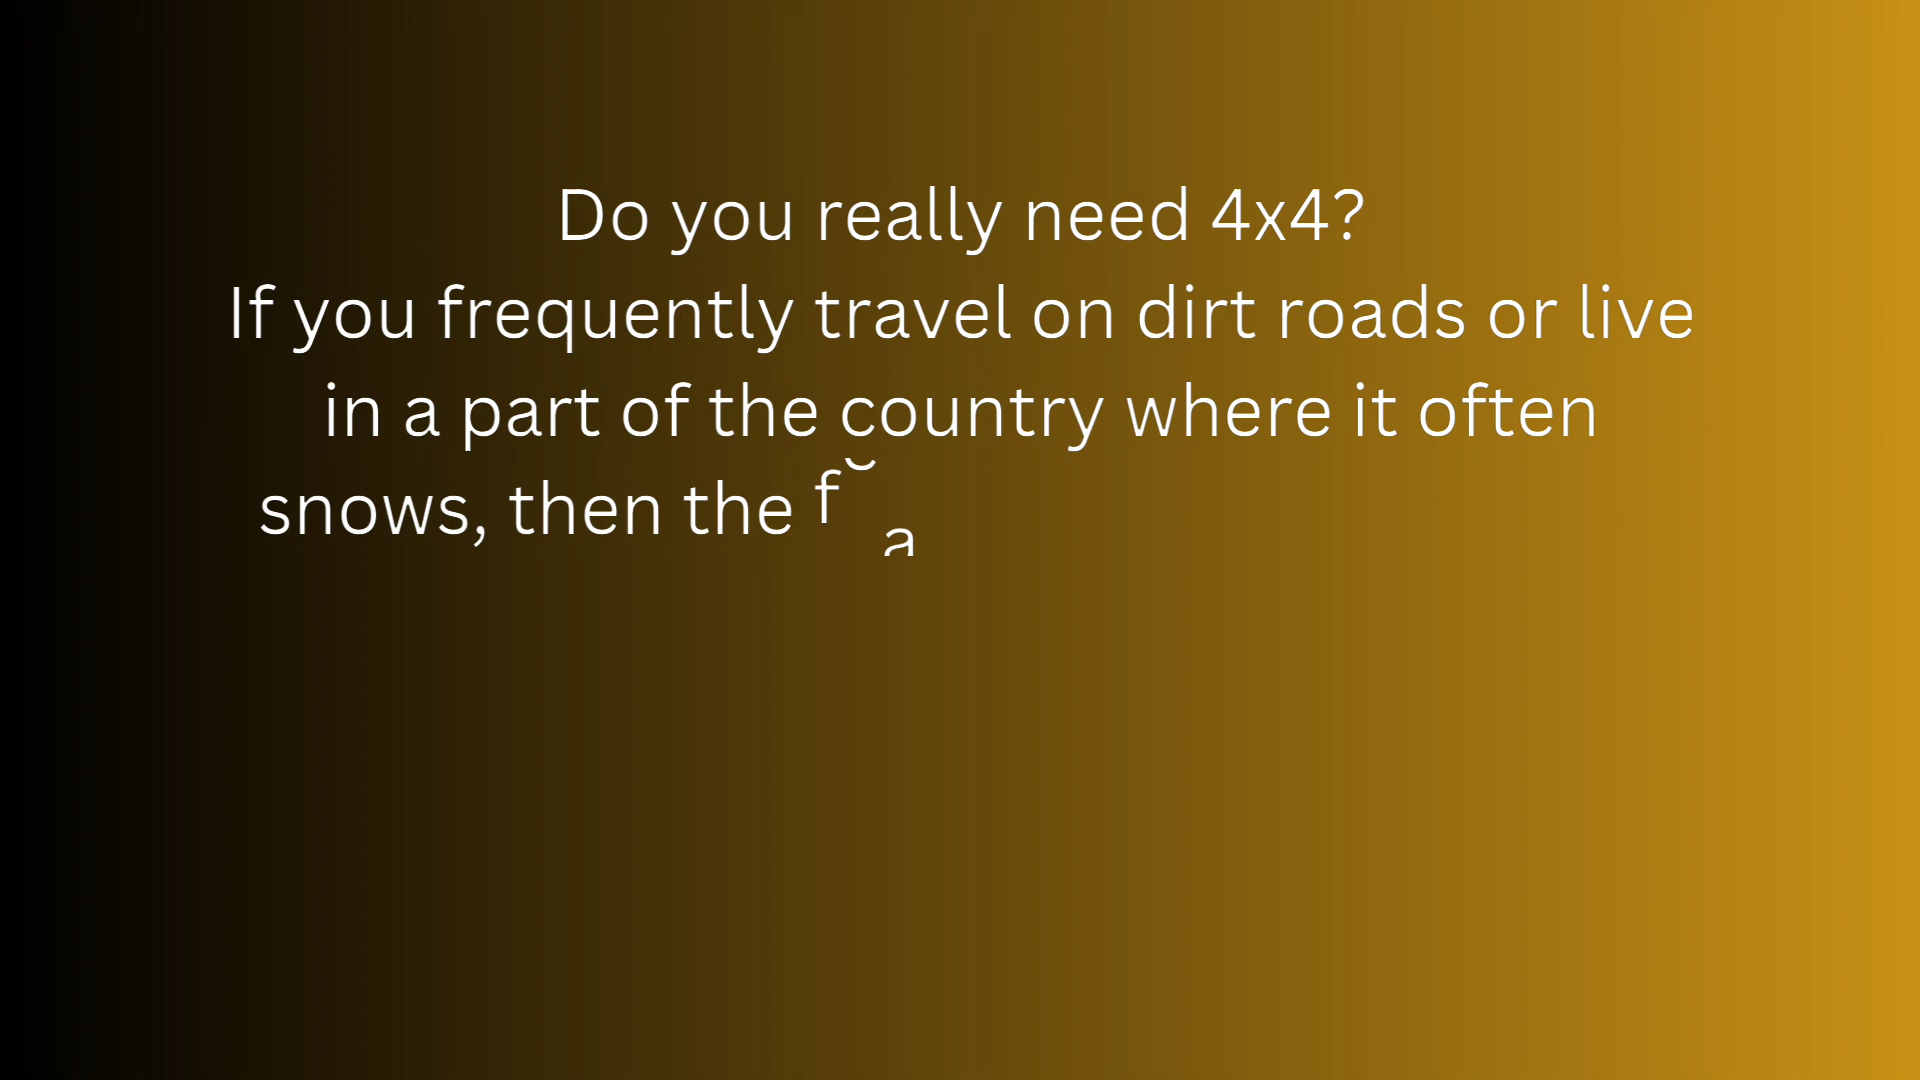 Do you really need 4x4?
If you frequently travel on dirt roads or live
in a part of the country where it often
snows, then the